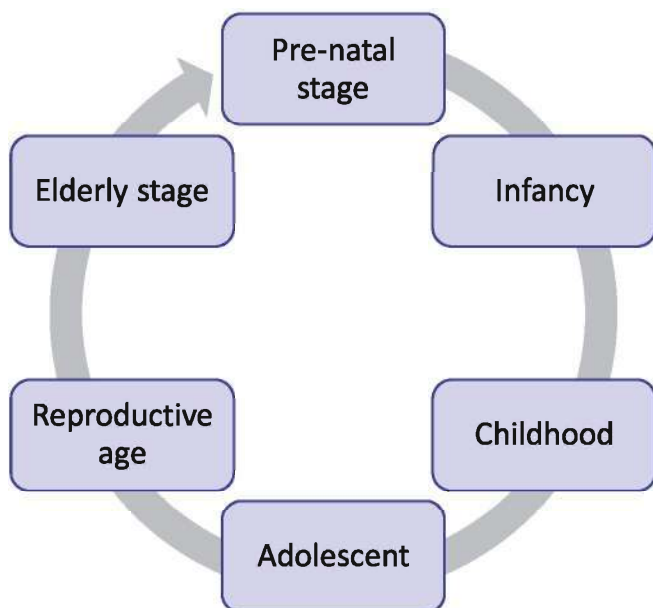 Pre-natal
stage
Infancy
Childhood
Adolescent
Reproductive
age
Elderly stage